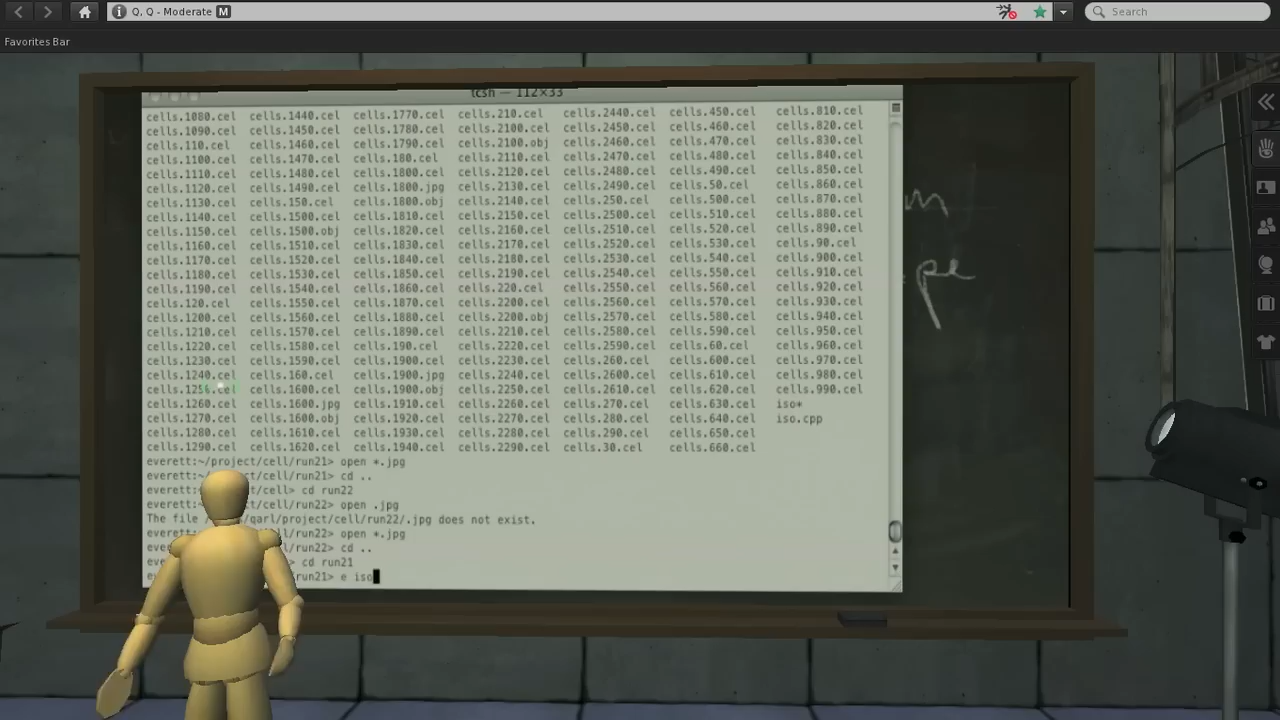 Q, Q - Moderate M
Search
Favorites Bar
tcsh — 112×33
cells.1080.cel cells.1440.cel cells.1770.cel cells.210.cel cells.2440.cel cells.450.cel cells.810.cel
cells.1090.cel cells.1450.cel cells.1780.cel cells.2100.cel cells.2450.cel cells.460.cel cells.820.cel
cells.110.cel cells.1460.cel cells.1790.cel cells.2100.obj cells.2460.cel cells.470.cel cells.830.cel
cells.1100.cel cells.1470.cel cells.180.cel cells.2110.cel cells.2470.cel cells.480.cel cells.840.cel
cells.1110.cel cells.1480.cel cells.1800.cel cells.2120.cel cells.2480.cel cells.490.cel cells.850.cel
cells.1120.cel cells.1490.cel cells.1800.jpg cells.2130.cel cells.2490.cel cells.50.cel cells.860.cel
cells.1130.cel cells.150.cel cells.1800.obj cells.2140.cel cells.250.cel cells.500.cel cells.870.cel
cells.1140.cel cells.1500.cel cells.1810.cel cells.2150.cel cells.2500.cel cells.510.cel cells.880.cel
cells.1150.cel cells.1500.obj cells.1820.cel cells.2160.cel cells.2510.cel cells.520.cel cells.890.cel
cells.1160.cel cells.1510.cel cells.1830.cel cells.2170.cel cells.2520.cel cells.530.cel cells.90.cel
cells.1170.cel cells.1520.cel cells.1840.cel cells.2180.cel cells.2530.cel cells.540.cel cells.900.cel
cells.1180.cel cells.1530.cel cells.1850.cel cells.2190.cel cells.2540.cel cells.550.cel cells.910.cel
cells.1190.cel cells.1540.cel cells.1860.cel cells.220.cel cells.2550.cel cells.560.cel cells.920.cel
cells.120.cel cells.1550.cel cells.1870.cel cells.2200.cel cells.2560.cel cells.570.cel cells.930.cel
cells.1200.cel cells.1560.cel cells.1880.cel cells.2200.obj cells.2570.cel cells.580.cel cells.940.cel
cells.1210.cel cells.1570.cel cells.1890.cel cells.2210.cel cells.2580.cel cells.590.cel cells.950.cel
cells.1220.cel cells.1580.cel cells.190.cel cells.2220.cel cells.2590.cel cells.60.cel cells.960.cel
cells.1230.cel cells.1590.cel cells.1900.cel cells.2230.cel cells.260.cel cells.600.cel cells.970.cel
cells.1240.cel cells.160.cel cells.1900.jpg cells.2240.cel cells.2600.cel cells.610.cel cells.980.cel
cells.1250.cel cells.1600.cel cells.1900.obj cells.2250.cel cells.2610.cel cells.620.cel cells.990.cel
cells.1260.cel cells.1600.jpg cells.1910.cel cells.2260.cel cells.270.cel cells.630.cel iso*
cells.1270.cel cells.1600.obj cells.1920.cel cells.2270.cel cells.280.cel cells.640.cel iso.cpp
cells.1280.cel cells.1610.cel cells.1930.cel cells.2280.cel cells.290.cel cells.650.cel
cells.1290.cel cells.1620.cel cells.1940.cel cells.2290.cel cells.30.cel cells.660.cel
everett:~/project/cell/run21> open *.jpg
everett:~/project/cell/run21> cd ..
everett:~/project/cell> cd run22
everett:~/project/cell/run22> open .jpg
The file /qarl/project/cell/run22/.jpg does not exist.
/project/cell/run22> open *.jpg
/cell/run22> cd ..
> cd run21
/run21> e iso